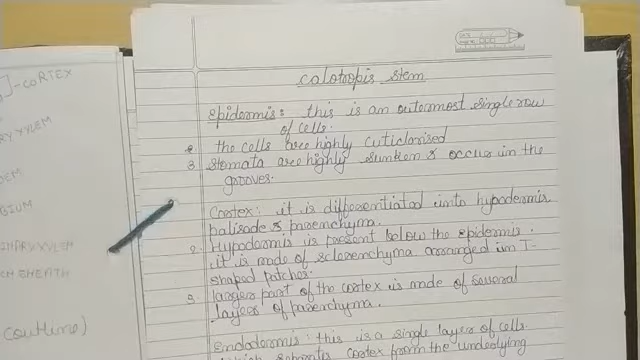 Calotropis stem
Epidermis: this is an outermost single row
of cells.
2 the cells are highly cuticlarised
3 stomata are highly sunken & occur in the
grooves.
Cortex: it is differentiated into hypodermis
palisade & parenchyma.
2. Hypodermis is present below the epidermis.
it is made of sclerenchyma arranged in T-
shaped patches.
3. larger part of the cortex is made of several
layers of parenchyma.
Endodermis: this is a single layer of cells
which separates cortex from the underlying
-CORTEX
RY XYLEM
SHEATH
(outline)